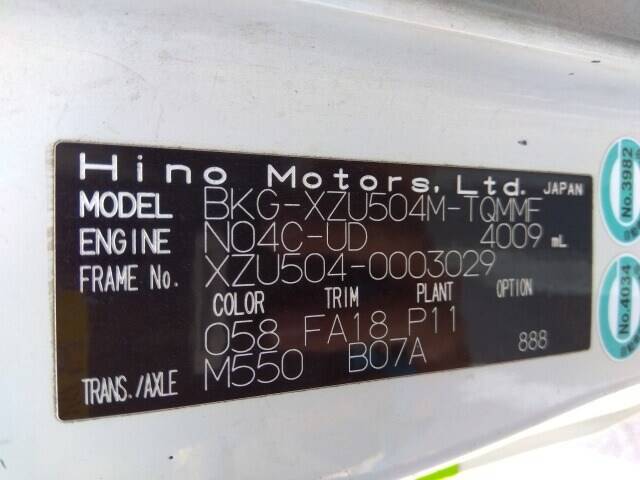 Hino Motors, Ltd. JAPAN
MODEL BKG-XZU504M-TQMMF
ENGINE N04C-UD 4009 mL
FRAME No. XZU504-0003029
COLOR TRIM PLANT OPTION
058 FA18 P11 888
TRANS./AXLE M550 B07A
No.3982
No.4034